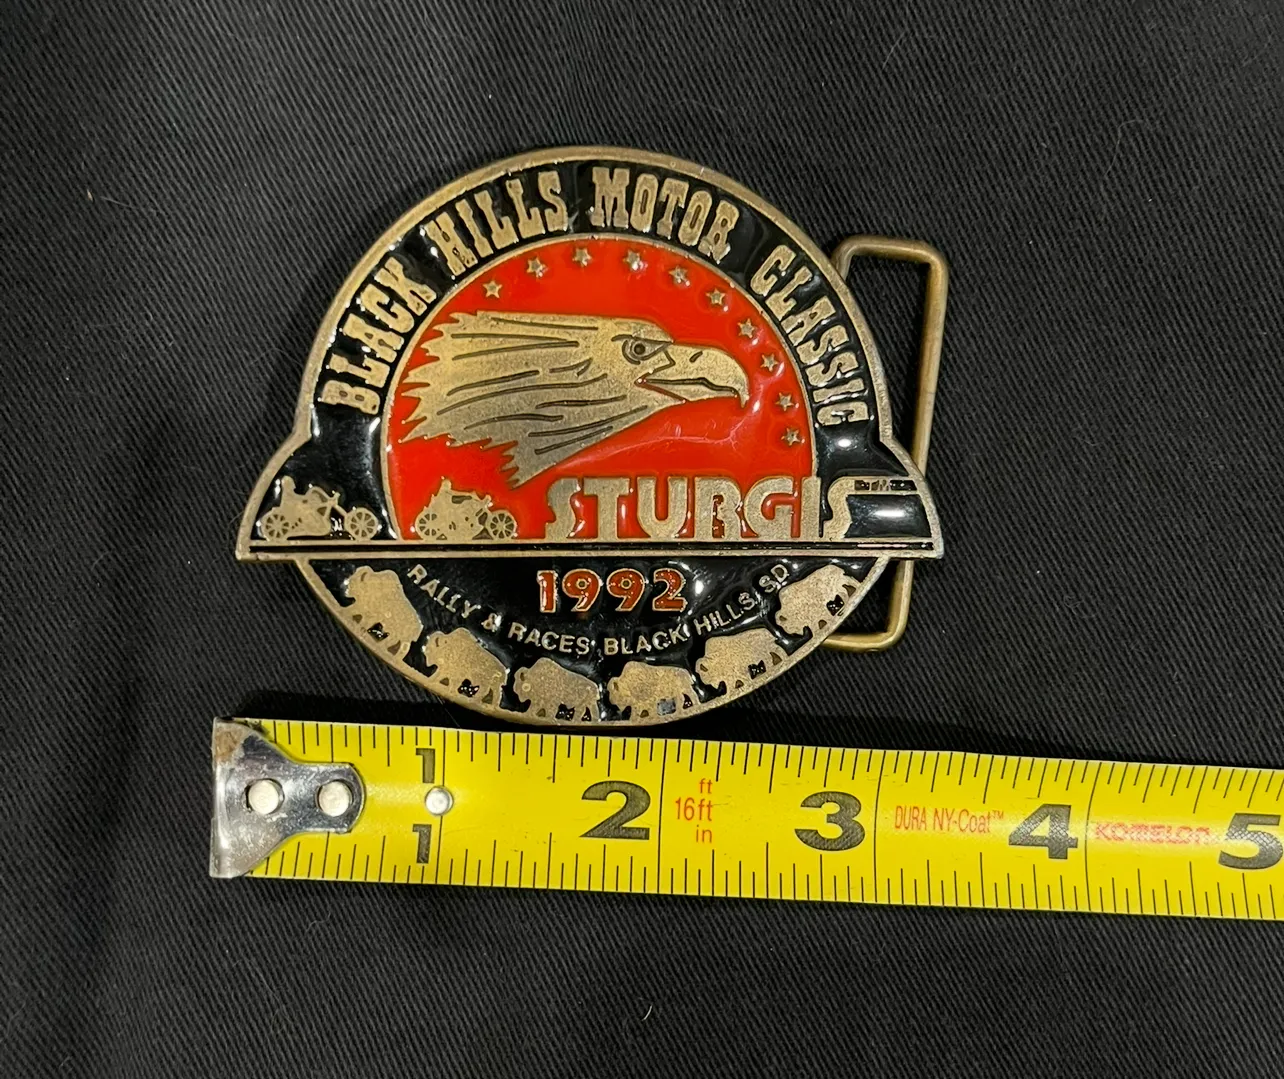 BLACK HILLS MOTOR CLASSIC
STURGIS
1992
RALLY & RACES BLACK HILLS, SD
1 2 ft 3 DURA NY-Coat™ 4 KOMELON 5
16ft
in
1